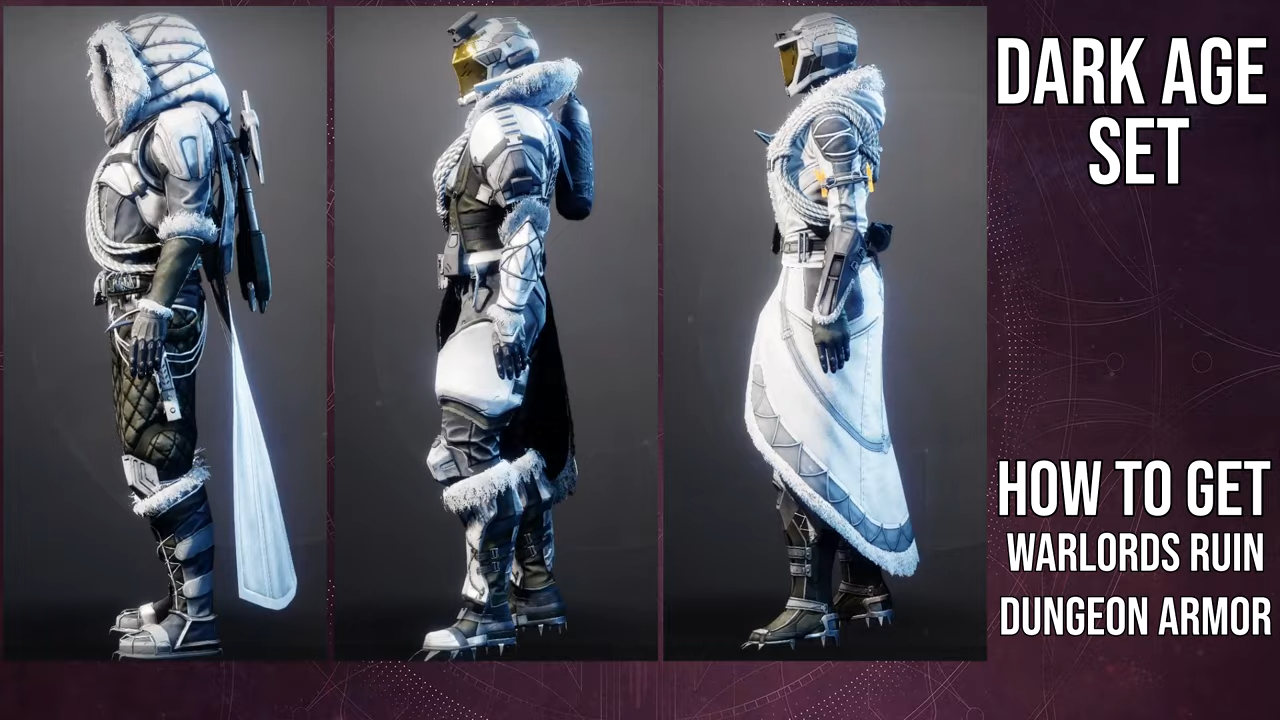 DARK AGE
SET
HOW TO GET
WARLORDS RUIN
DUNGEON ARMOR